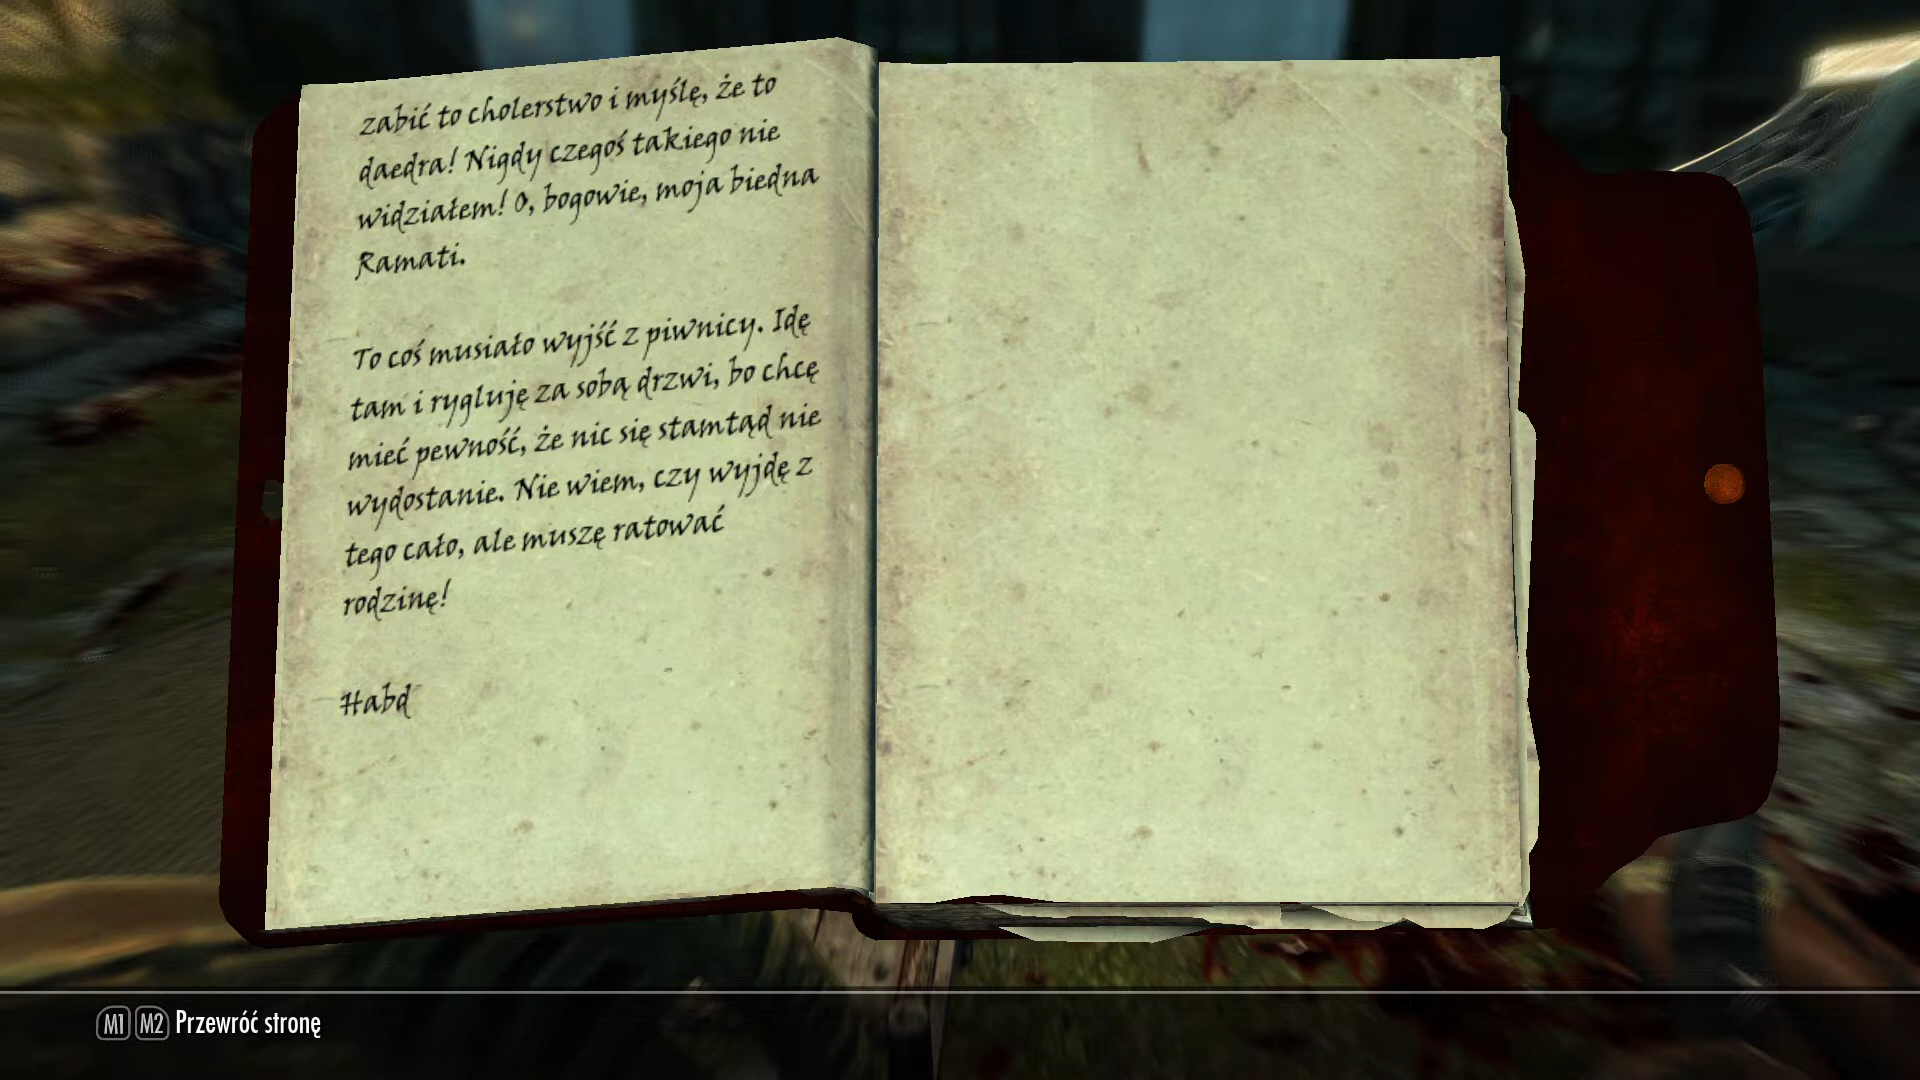 zabić to cholerstwo i myślę, że to
daedra! Nigdy czegoś takiego nie
widziałem! O, bogowie, moja biedna
Ramati.
To coś musiało wyjść z piwnicy. Idę
tam i rygluję za sobą drzwi, bo chcę
mieć pewność, że nic się stamtąd nie
wydostanie. Nie wiem, czy wyjdę z
tego cało, ale muszę ratować
rodzinę!
Habd
M1 M2 Przewróć stronę